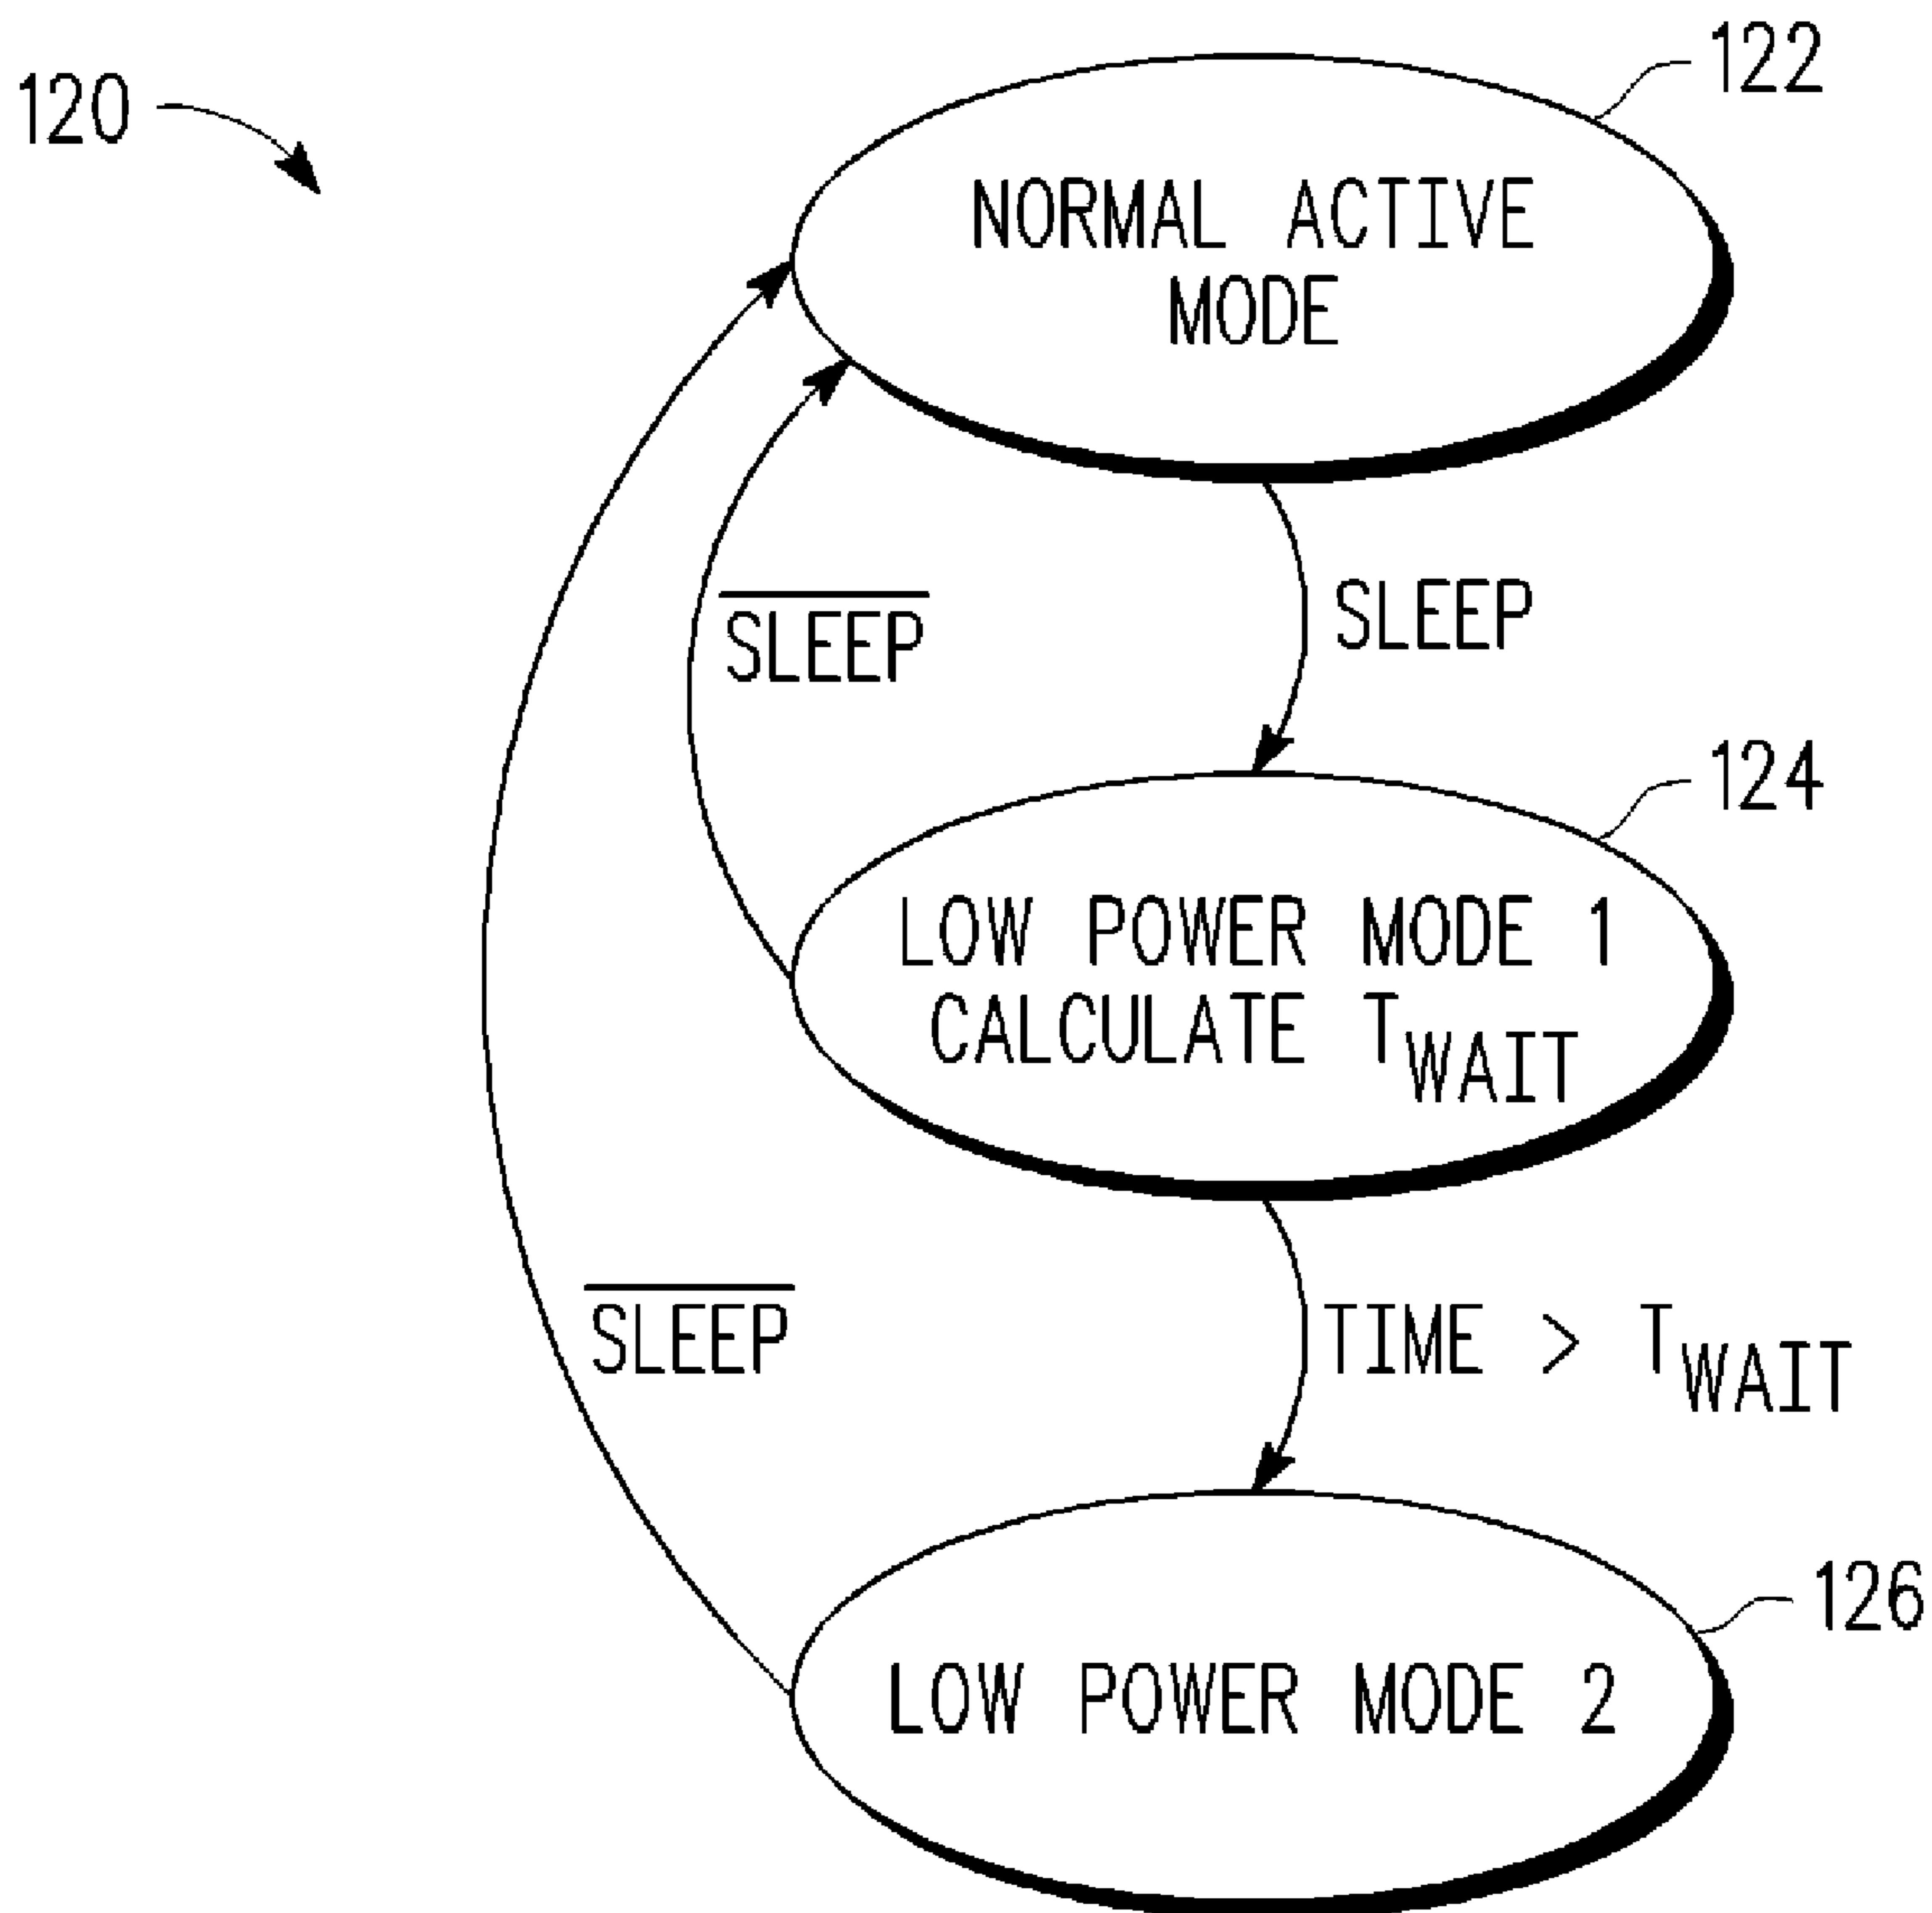 120
122
NORMAL ACTIVE
MODE
SLEEP
SLEEP
124
LOW POWER MODE 1
CALCULATE TWAIT
SLEEP
TIME > TWAIT
126
LOW POWER MODE 2